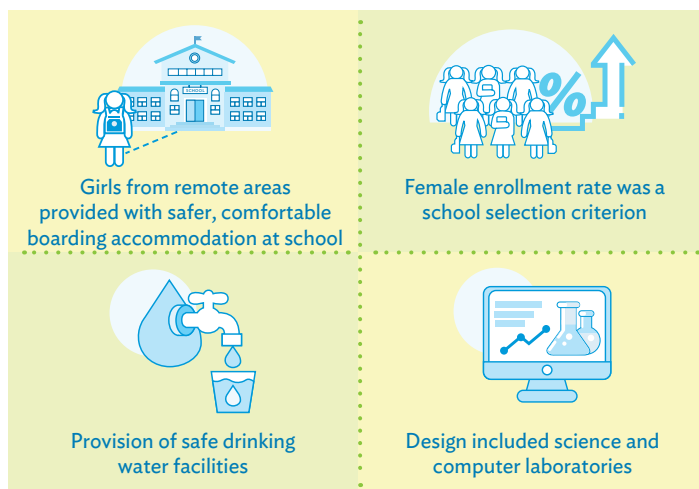 SCHOOL
Girls from remote areas
provided with safer, comfortable
boarding accommodation at school
%
Female enrollment rate was a
school selection criterion
Provision of safe drinking
water facilities
Design included science and
computer laboratories